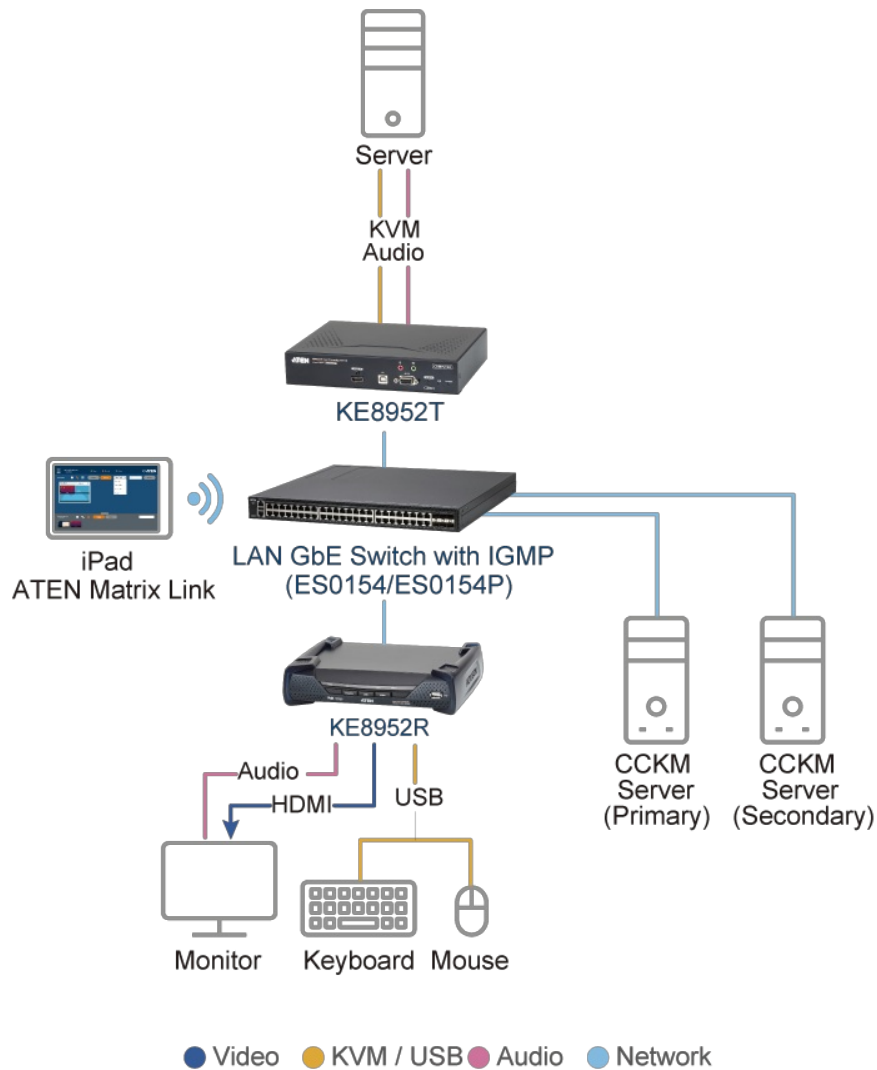 Server
KVM
Audio
ATEN
KE8952T
iPad
ATEN Matrix Link
LAN GbE Switch with IGMP
(ES0154/ES0154P)
KE8952R
Audio
HDMI
USB
CCKM
Server
(Primary)
CCKM
Server
(Secondary)
Monitor
Keyboard Mouse
Video KVM / USB Audio Network